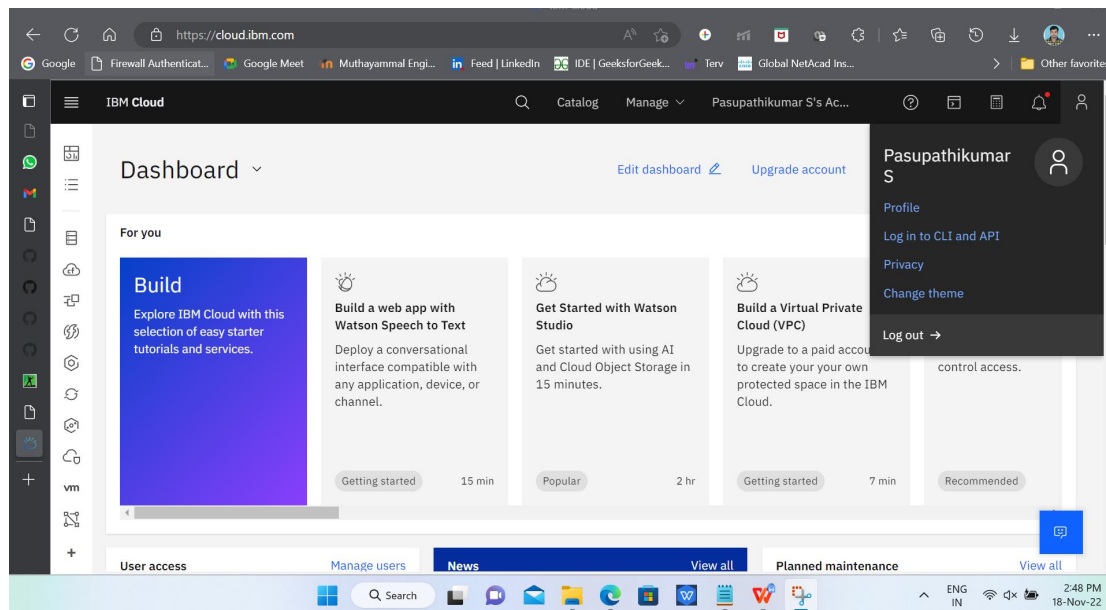 https://cloud.ibm.com
Google
Firewall Authenticat...
Google Meet
Muthayammal Engi...
Feed | LinkedIn
IDE | GeeksforGeek...
Terv
Global NetAcad Ins...
Other favorites
IBM Cloud
Catalog
Manage
Pasupathikumar S's Ac...
Dashboard
Edit dashboard
Upgrade account
Pasupathikumar
S
Profile
Log in to CLI and API
Privacy
Change theme
Log out →
For you
Build
Explore IBM Cloud with this
selection of easy starter
tutorials and services.
Build a web app with
Watson Speech to Text
Deploy a conversational
interface compatible with
any application, device, or
channel.
Getting started
15 min
Get Started with Watson
Studio
Get started with using AI
and Cloud Object Storage in
15 minutes.
Popular
2 hr
Build a Virtual Private
Cloud (VPC)
Upgrade to a paid accou
to create your your own
protected space in the IBM
Cloud.
Getting started
7 min
control access.
Recommended
vm
User access
Manage users
News
View all
Planned maintenance
View all
Search
ENG
IN
2:48 PM
18-Nov-22